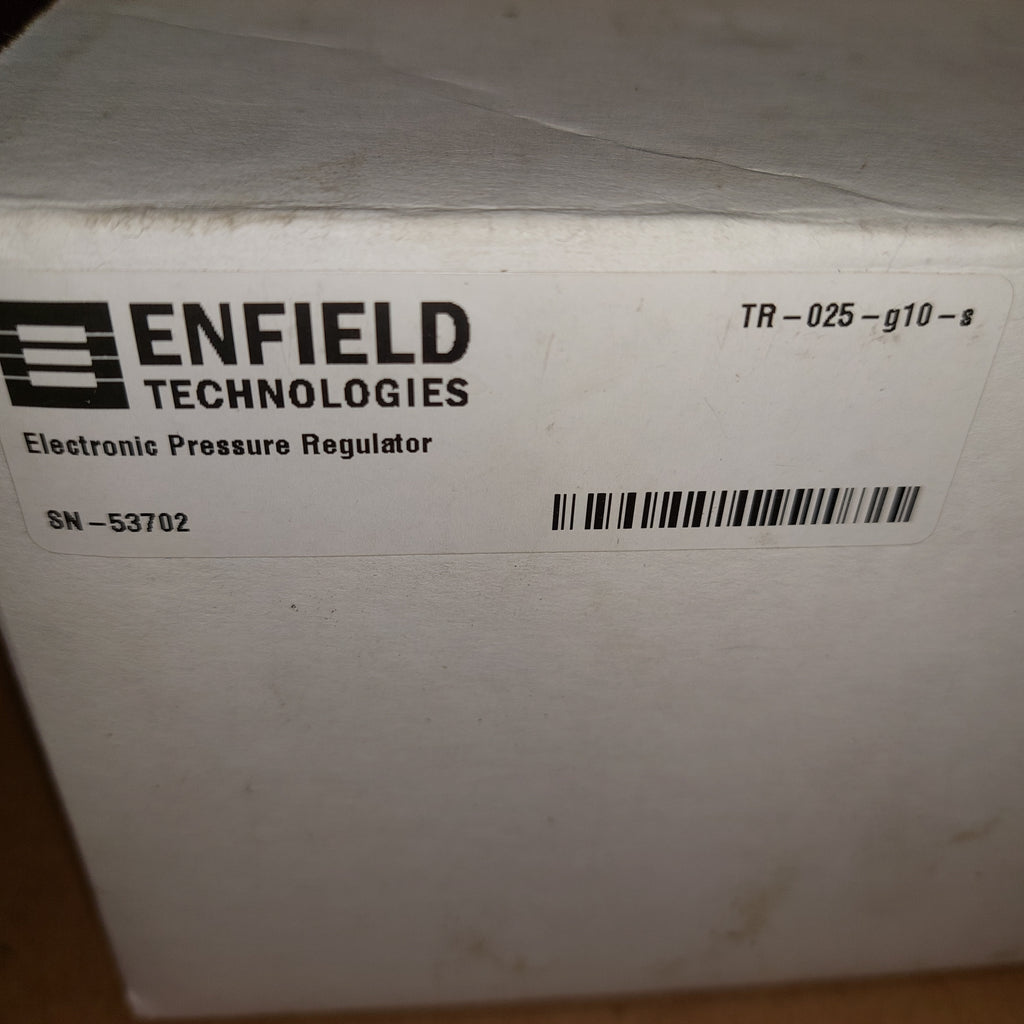 ENFIELD
TECHNOLOGIES
TR-025-g10-s
Electronic Pressure Regulator
SN-53702